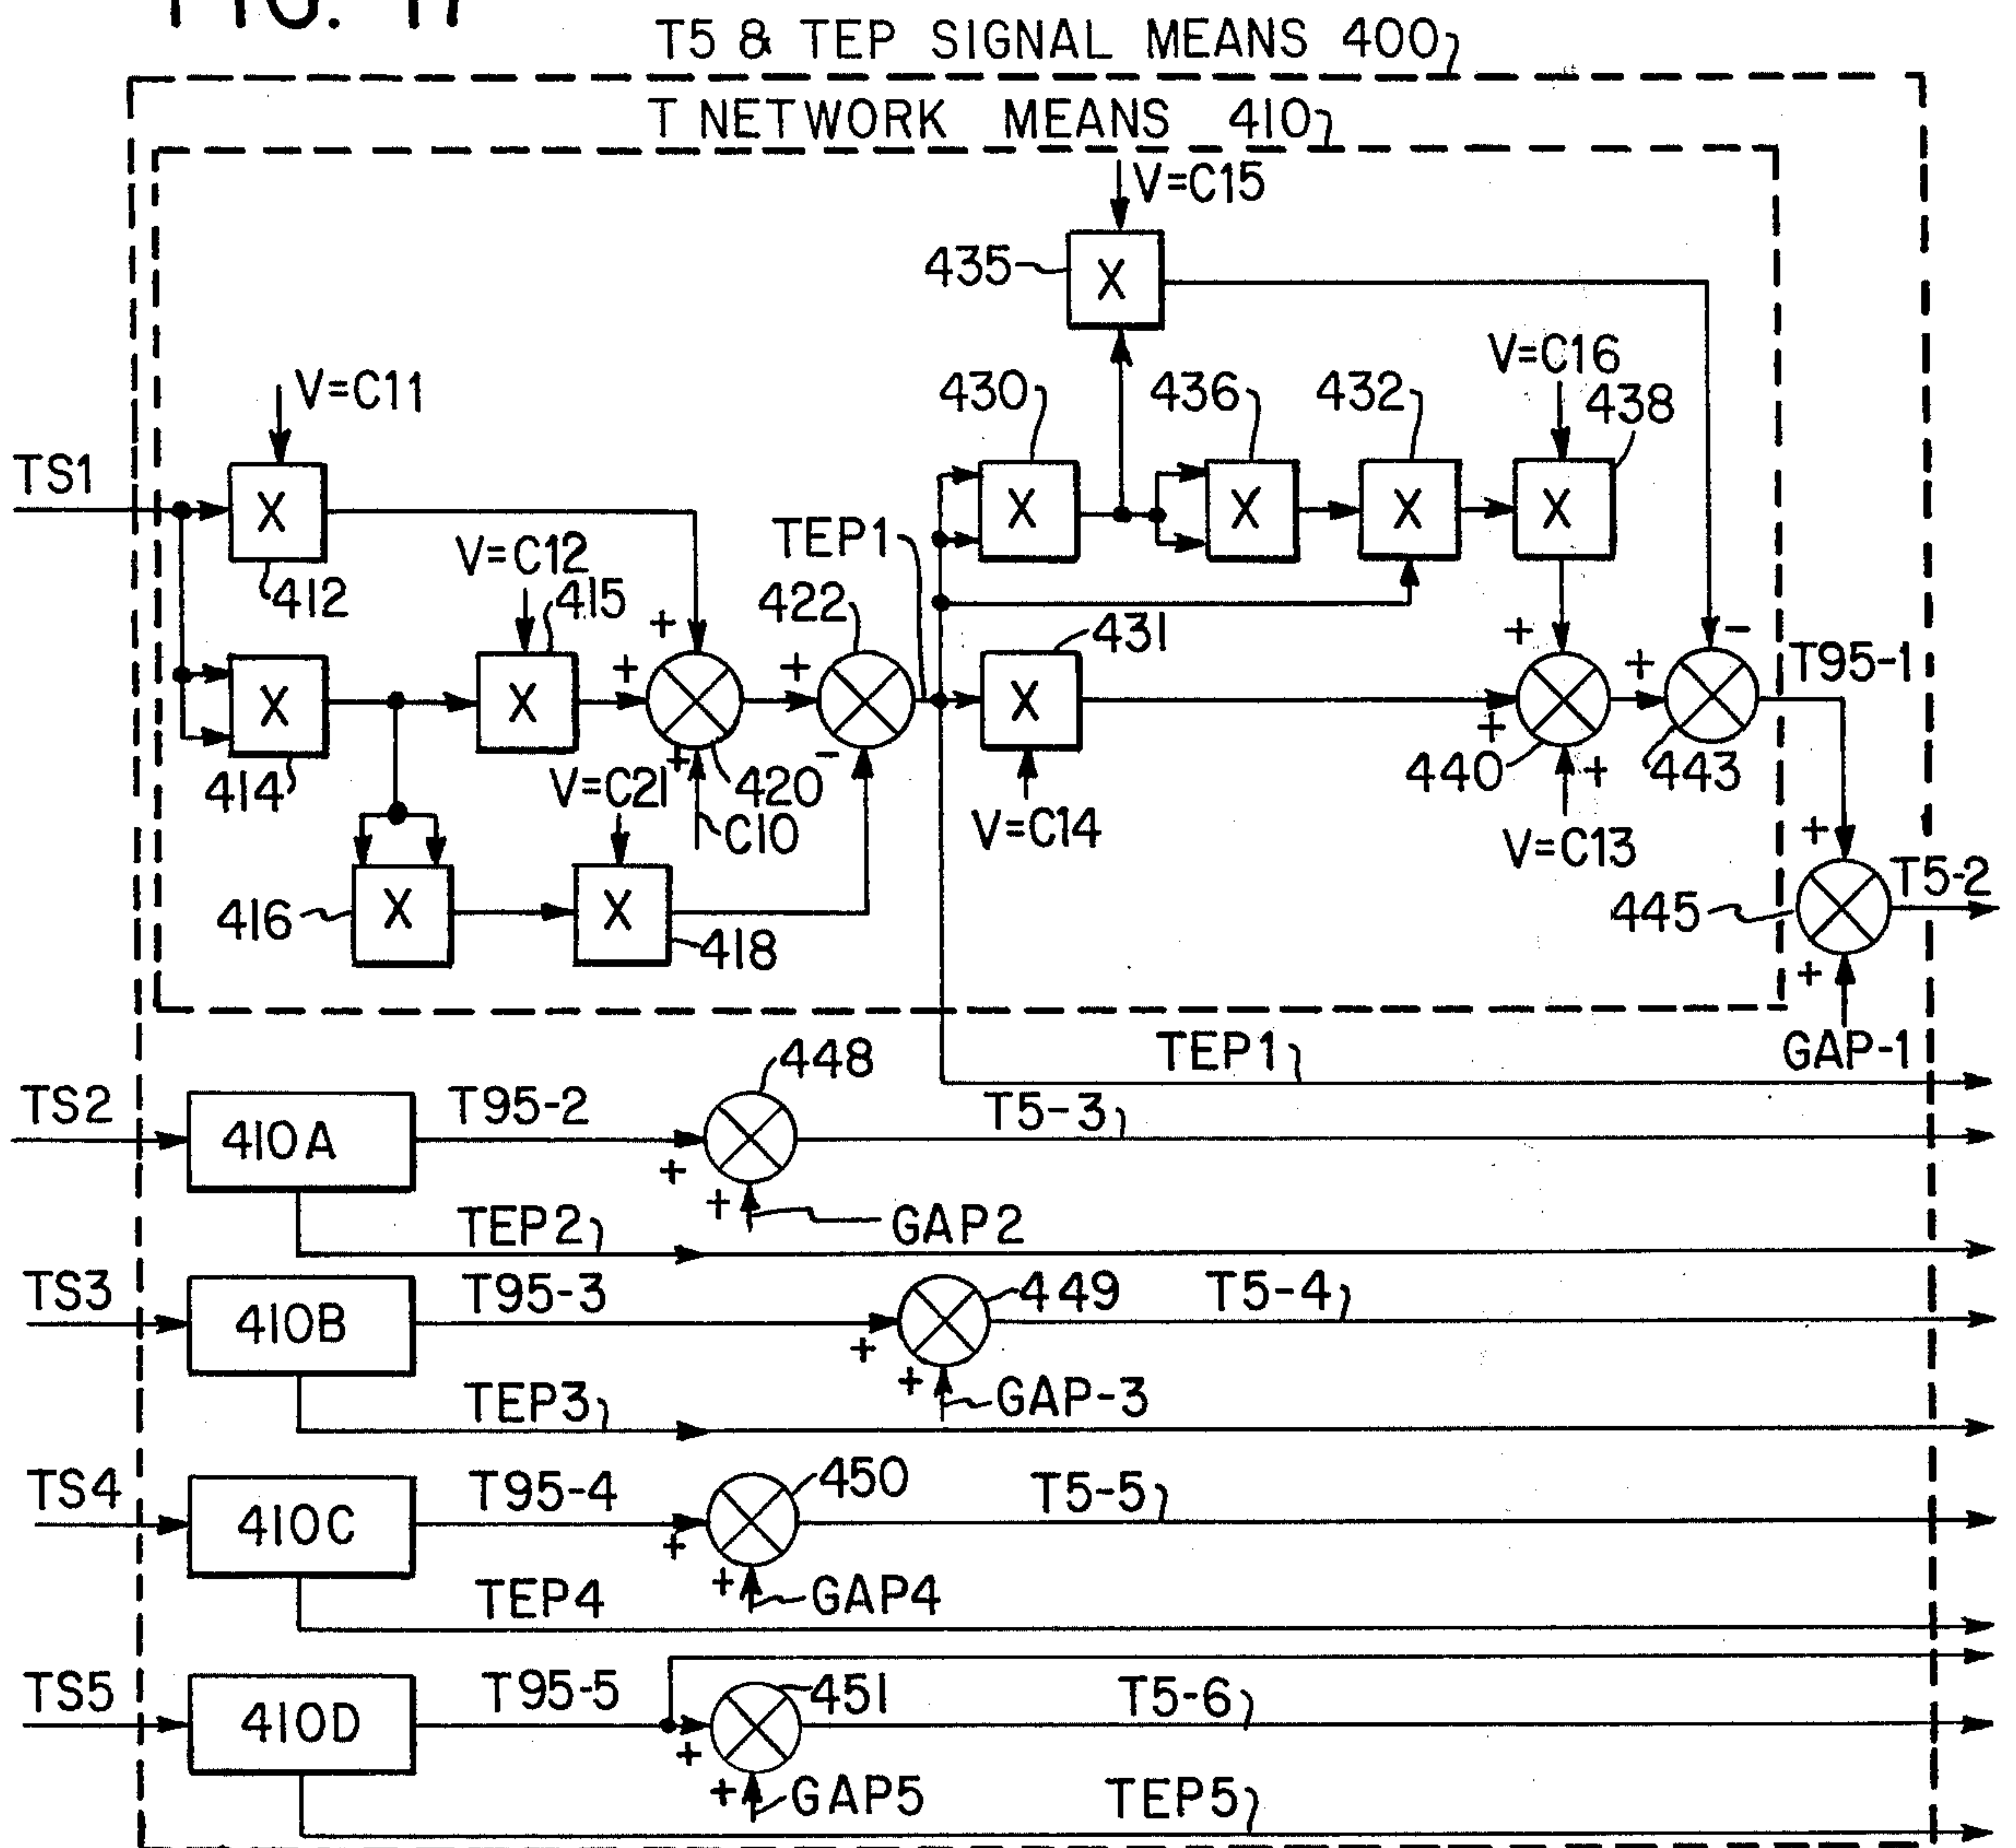 FIG. 17
T5 & TEP SIGNAL MEANS 400
T NETWORK MEANS 410
V=C15
435
X
V=C16
V=C11
430
436
432
438
TS1
X
X
X
X
X
412
V=C12
415
TEP1
422
+
431
+
-
T95-1
X
X
+
+
X
+
+
414
V=C21
+
420
-
440
+
443
C10
V=C14
V=C13
+
T5-2
416
X
X
418
445
+
GAP-1
TEP1
448
TS2
410A
T95-2
T5-3
+
+
GAP2
TEP2
TS3
410B
T95-3
449
T5-4
+
+
GAP-3
TEP3
TS4
410C
T95-4
450
T5-5
+
+
GAP4
TEP4
TS5
410D
T95-5
451
T5-6
+
+
GAP5
TEP5